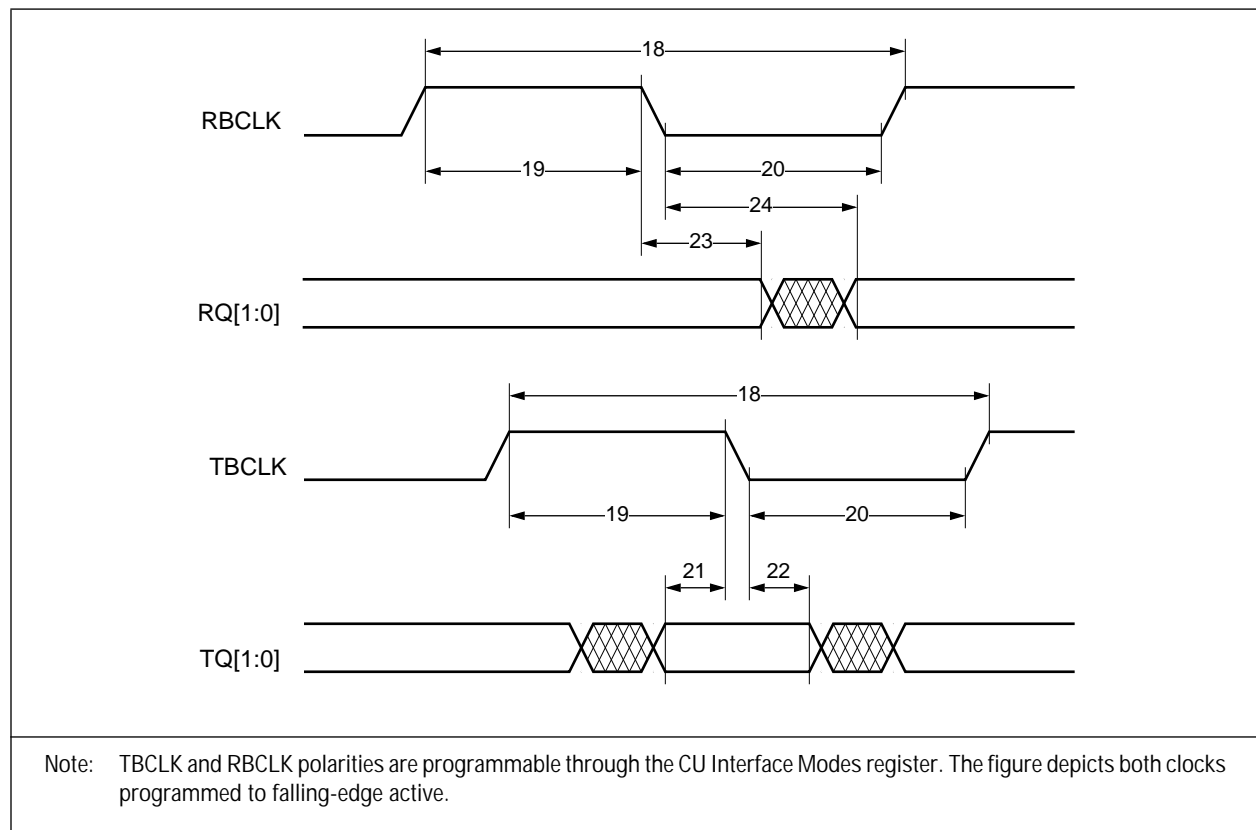 18
RBCLK
19
20
24
23
RQ[1:0]
18
TBCLK
19
20
21
22
TQ[1:0]
Note: TBCLK and RBCLK polarities are programmable through the CU Interface Modes register. The figure depicts both clocks
programmed to falling-edge active.